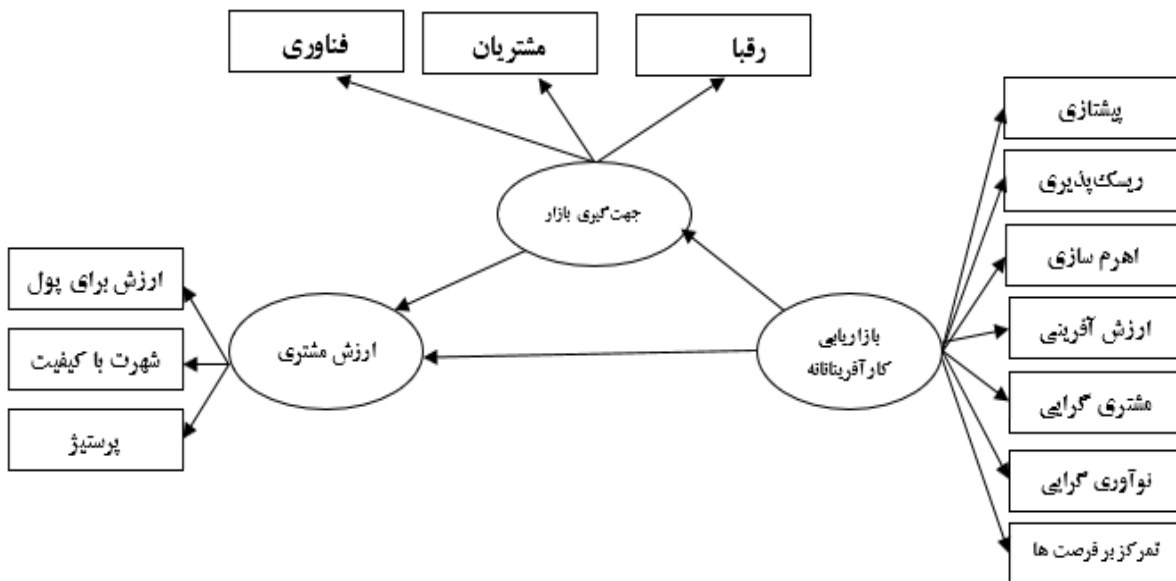 رقبا
مشتریان
فناوری
پیشتازی
ریسک‌پذیری
اهرم سازی
ارزش آفرینی
مشتری گرایی
نوآوری گرایی
تمرکز بر فرصت ها
جهت‌گیری بازار
بازاریابی
کارآفرینانانه
ارزش مشتری
ارزش برای پول
شهرت با کیفیت
پرستیژ